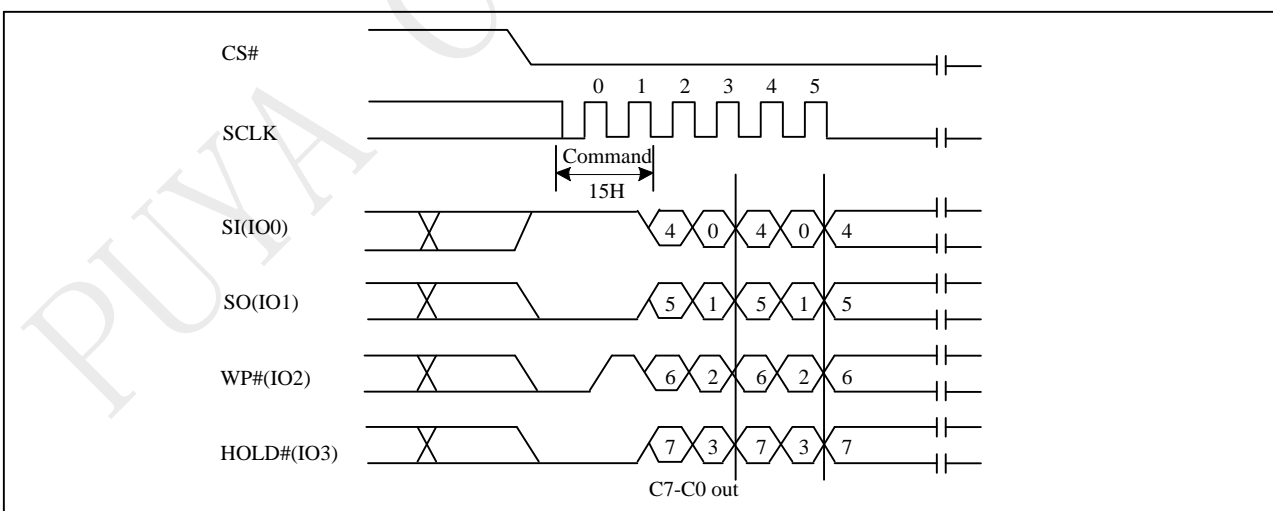 PUYA C
CS#
0 1 2 3 4 5
SCLK
Command
15H
SI(IO0) 4 0 4 0 4
SO(IO1) 5 1 5 1 5
WP#(IO2) 6 2 6 2 6
HOLD#(IO3) 7 3 7 3 7
C7-C0 out